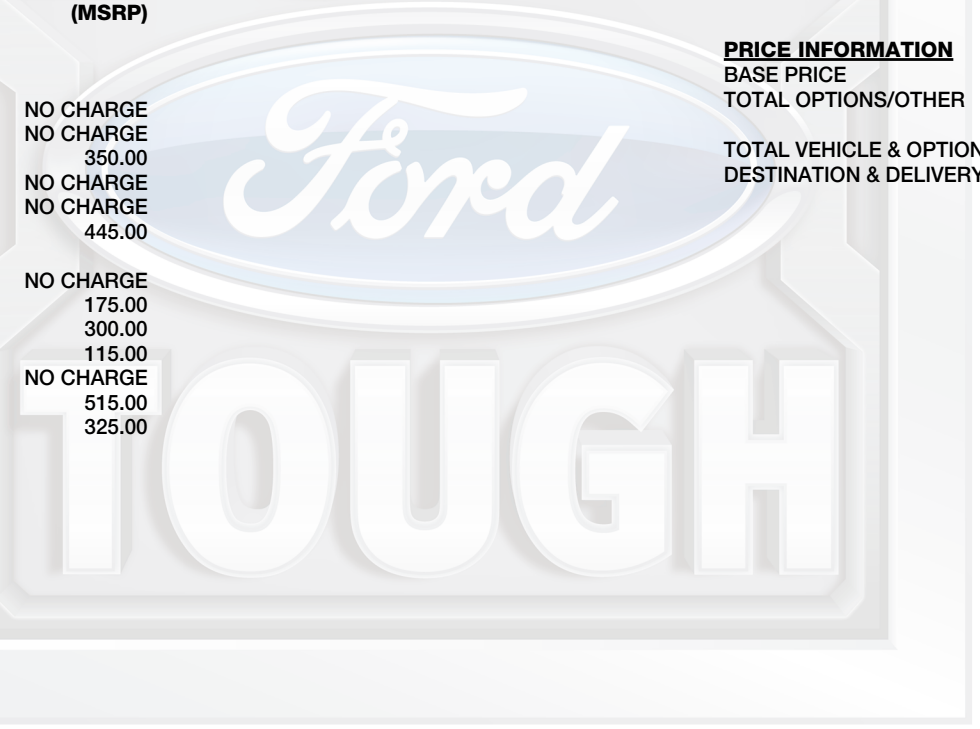 (MSRP)
NO CHARGE
NO CHARGE
350.00
NO CHARGE
NO CHARGE
445.00
NO CHARGE
175.00
300.00
115.00
NO CHARGE
515.00
325.00
PRICE INFORMATION
BASE PRICE
TOTAL OPTIONS/OTHER
TOTAL VEHICLE & OPTION
DESTINATION & DELIVERY
Ford
TOUGH